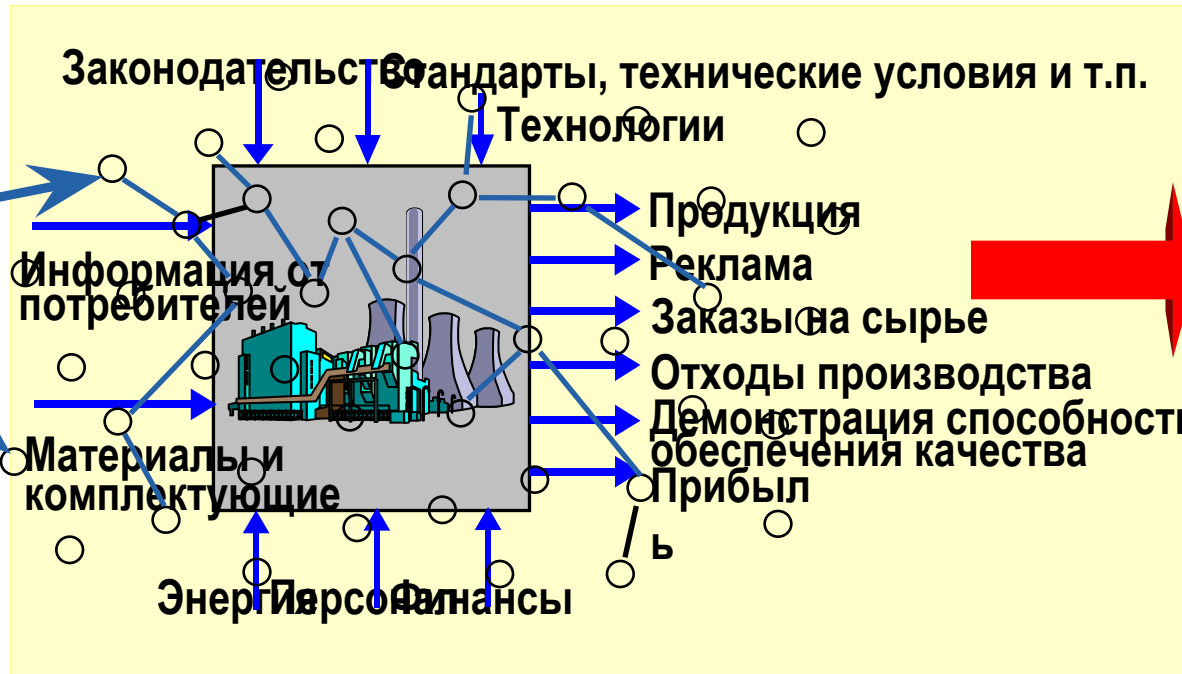 Законодательство
Стандарты, технические условия и т.п.
Технологии
Продукция
Информация от
потребителей
Реклама
Заказы на сырье
Отходы производства
Демонстрация способност
обеспечения качества
Материалы и
комплектующие
Прибыл
ь
Энергия
Персонал
Финансы